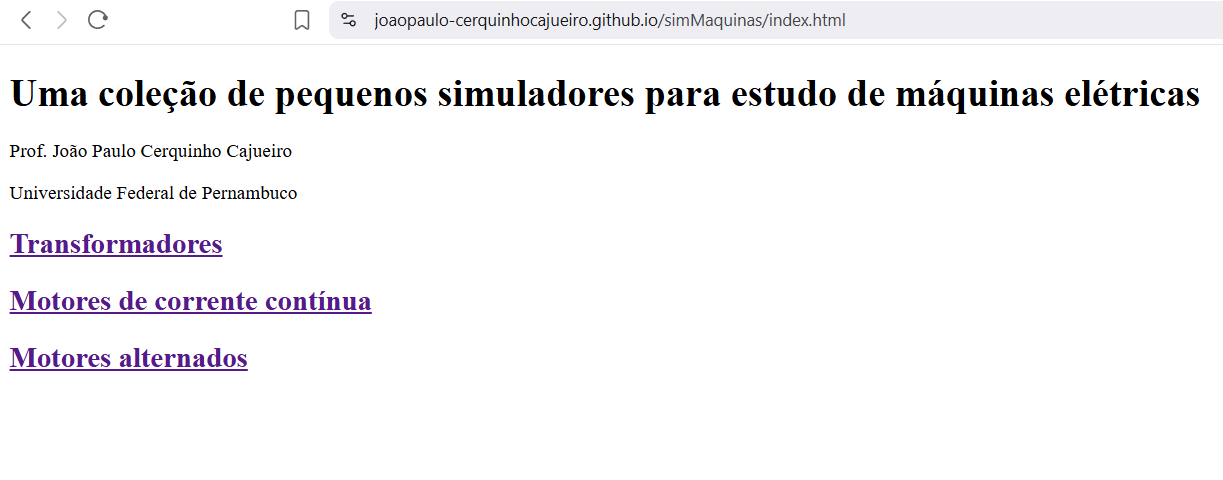 joaopaulo-cerquinhocajueiro.github.io/simMaquinas/index.html
Uma coleção de pequenos simuladores para estudo de máquinas elétricas
Prof. João Paulo Cerquinho Cajueiro
Universidade Federal de Pernambuco
Transformadores
Motores de corrente contínua
Motores alternados